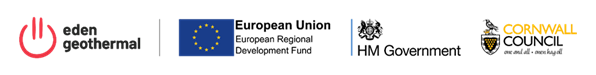 eden
geothermal
European Union
European Regional
Development Fund
HM Government
CORNWALL
COUNCIL
one and all • onen hag oll